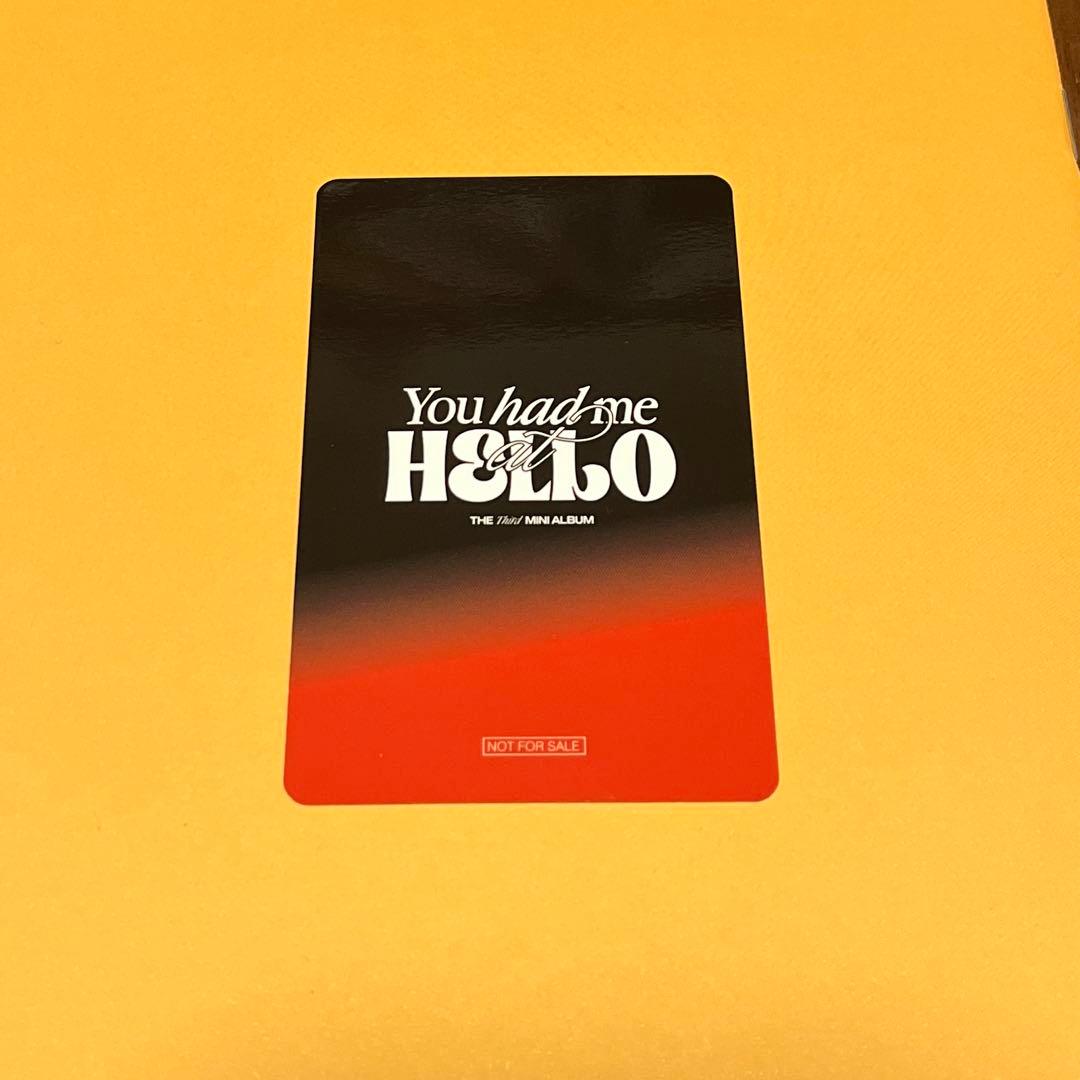 You had me
at
HELLO
THE Third MINI ALBUM
NOT FOR SALE